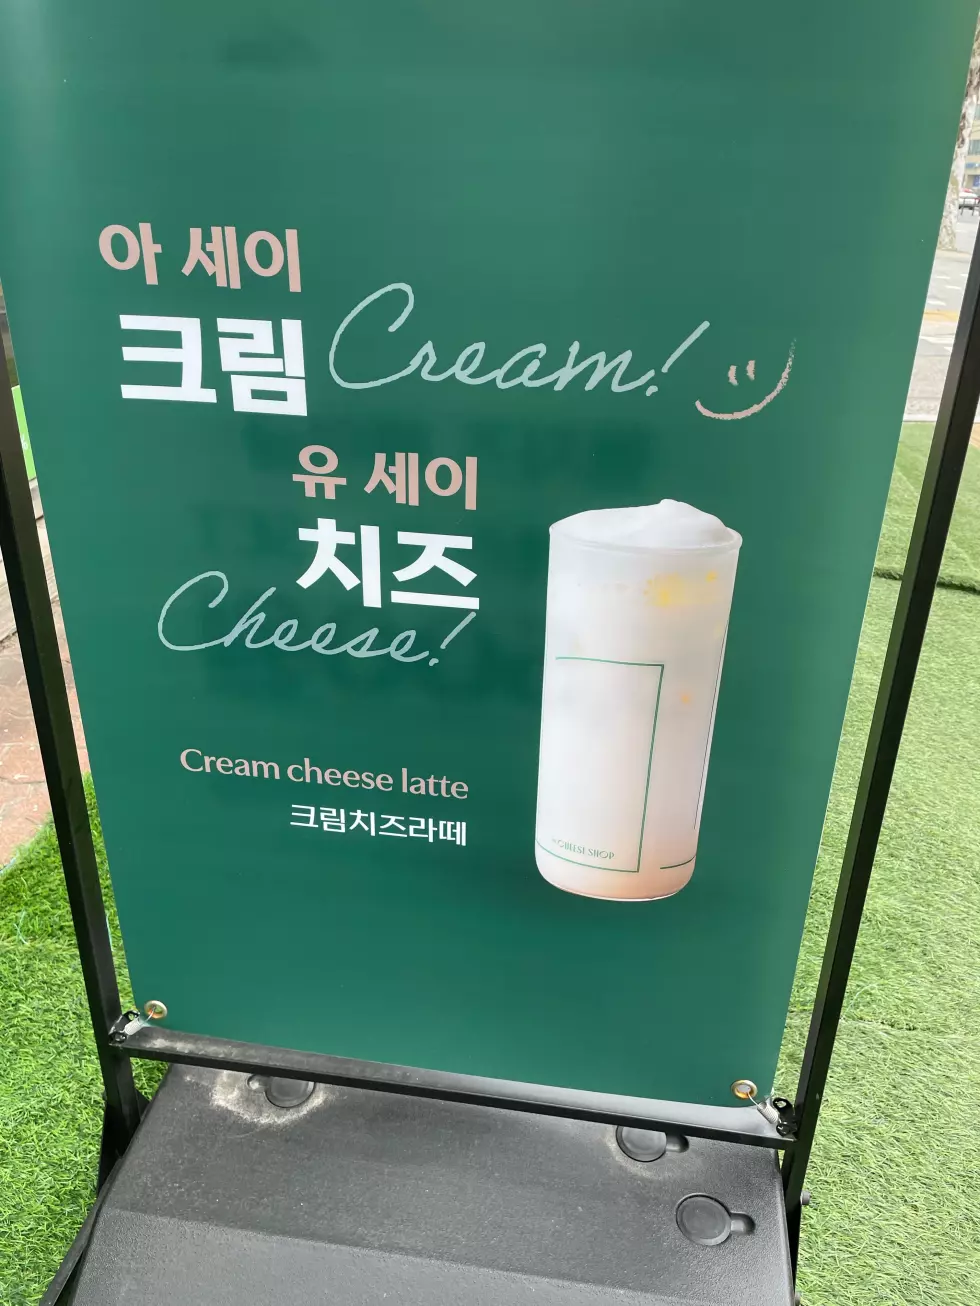 아 세이
크림 Cream!
유 세이
치즈
Cheese!
Cream cheese latte
크림치즈라떼
SHOP